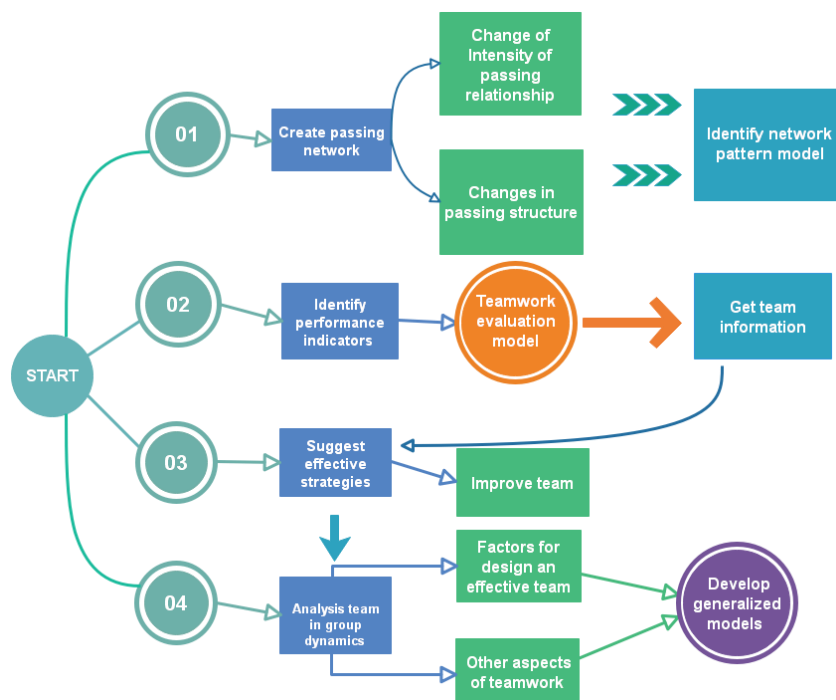 Change of
Intensity of
passing
relationship
01
Create passing
network
Identify network
pattern model
Changes in
passing structure
02
Identify
performance
indicators
Teamwork
evaluation
model
Get team
information
START
03
Suggest
effective
strategies
Improve team
04
Analysis team
in group
dynamics
Factors for
design an
effective team
Develop
generalized
models
Other aspects
of teamwork